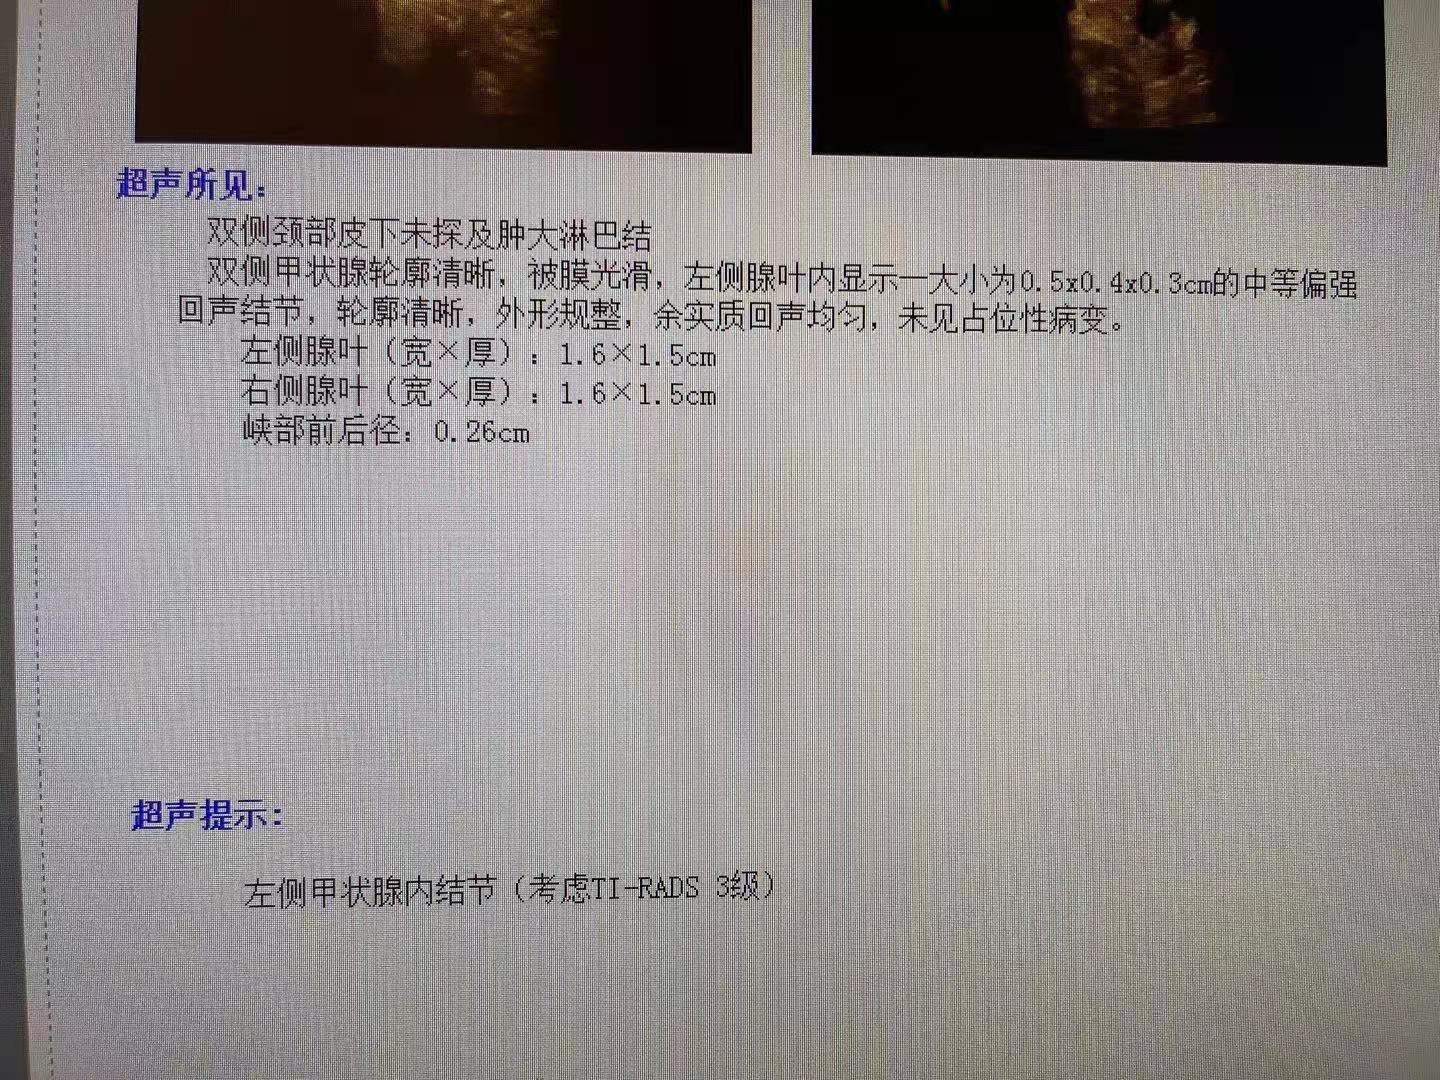 超声所见：
双侧颈部皮下未探及肿大淋巴结
双侧甲状腺轮廓清晰，被膜光滑，左侧腺叶内显示一大小为0.5x0.4x0.3cm的中等偏强
回声结节，轮廓清晰，外形规整，余实质回声均匀，未见占位性病变。
左侧腺叶（宽×厚）：1.6×1.5cm
右侧腺叶（宽×厚）：1.6×1.5cm
峡部前后径：0.26cm
超声提示：
左侧甲状腺内结节（考虑TI-RADS 3级）